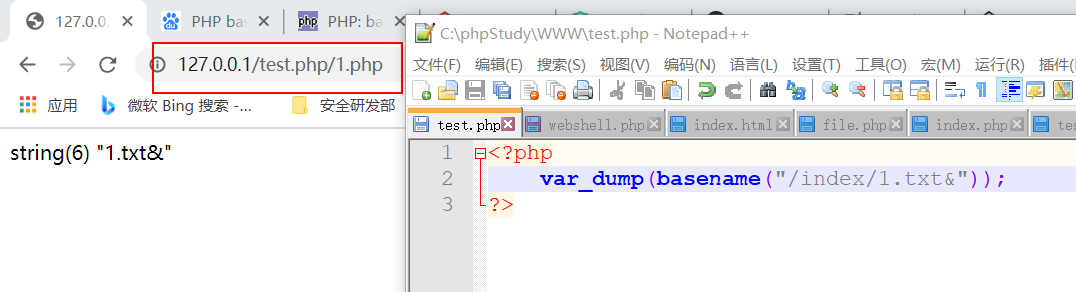 127.0.
PHP bas
PHP: ba
127.0.0.1/test.php/1.php
应用
微软 Bing 搜索 -...
安全研发部
string(6) "1.txt&"
C:\phpStudy\WWW\test.php - Notepad++
文件(F) 编辑(E) 搜索(S) 视图(V) 编码(N) 语言(L) 设置(T) 工具(O) 宏(M) 运行(R) 插件(
test.php webshell.php index.html file.php index.php tes
1 <?php
2 var_dump(basename("/index/1.txt&"));
3 ?>